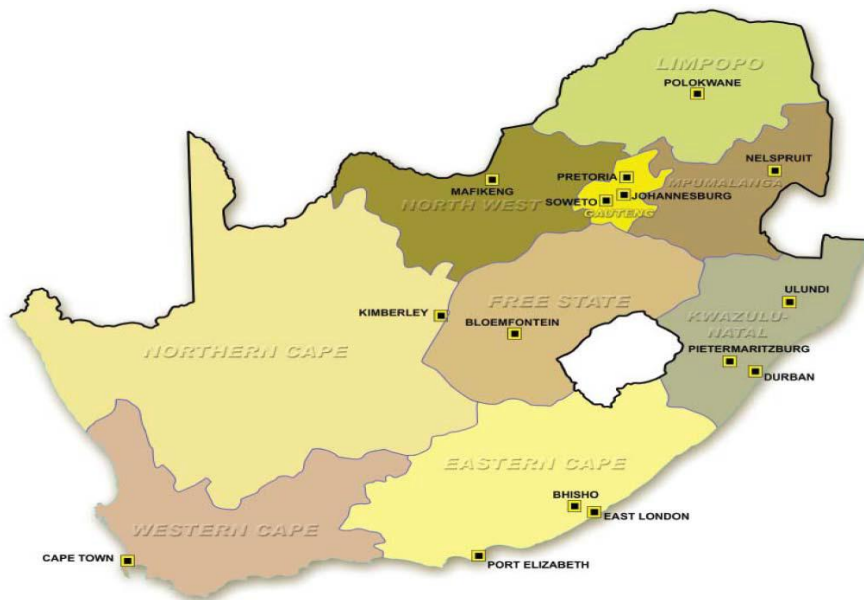 LIMPOPO
POLOKWANE
NELSPRUIT
PRETORIA
MPUMALANGA
MAFIKENG
NORTH WEST
SOWETO
JOHANNESBURG
GAUTENG
ULUNDI
KIMBERLEY
FREE STATE
BLOEMFONTEIN
KWAZULU-
NATAL
NORTHERN CAPE
PIETERMARITZBURG
DURBAN
EASTERN CAPE
BHISHO
EAST LONDON
WESTERN CAPE
CAPE TOWN
PORT ELIZABETH